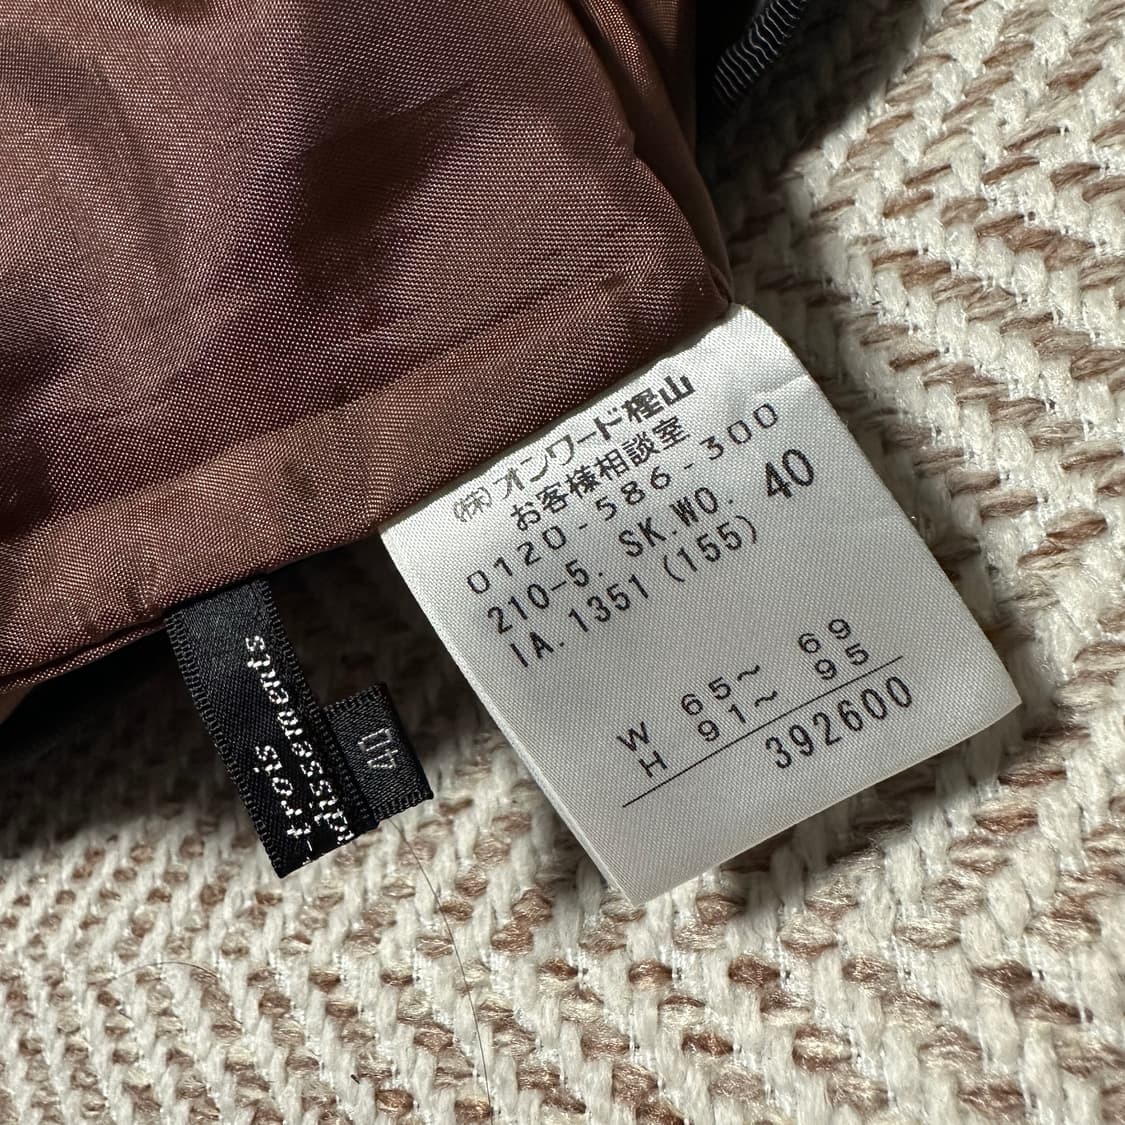 (株)オンワード樫山
お客様相談室
0120-586-300
210-5. SK.WO. 40
IA. 1351 (155)
W 65~ 69
H 91~ 95
392600
trois
40